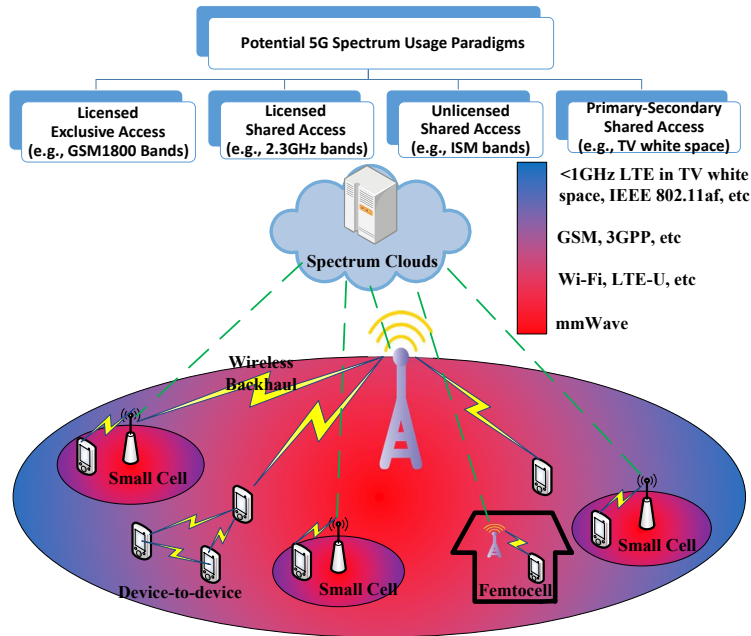 Potential 5G Spectrum Usage Paradigms
Licensed
Exclusive Access
(e.g., GSM1800 Bands)
Licensed
Shared Access
(e.g., 2.3GHz bands)
Unlicensed
Shared Access
(e.g., ISM bands)
Primary-Secondary
Shared Access
(e.g., TV white space)
<1GHz LTE in TV white
space, IEEE 802.11af, etc
GSM, 3GPP, etc
Wi-Fi, LTE-U, etc
mmWave
Spectrum Clouds
Wireless
Backhaul
Small Cell
Device-to-device
Small Cell
Femtocell
Small Cell